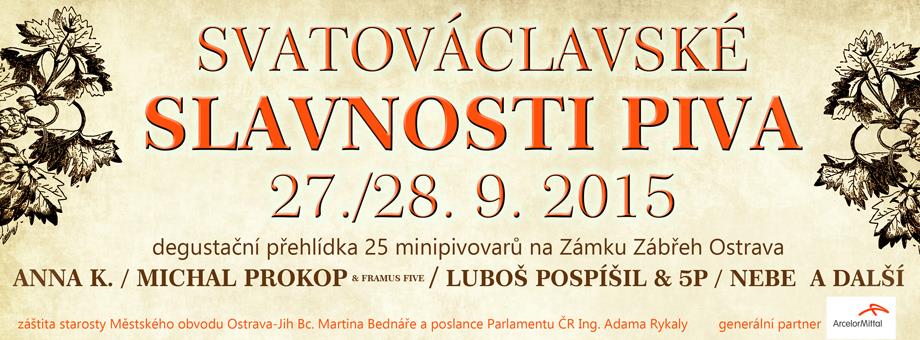 SVATOVÁCLAVSKÉ
SLAVNOSTI PIVA
27./28. 9. 2015
degustační přehlídka 25 minipivovarů na Zámku Zábřeh Ostrava
ANNA K. / MICHAL PROKOP & FRAMUS FIVE / LUBOŠ POSPÍŠIL & 5P / NEBE A DALŠÍ
záštita starosty Městského obvodu Ostrava-Jih Bc. Martina Bednáře a poslance Parlamentu ČR Ing. Adama Rykaly generální partner ArcelorMittal